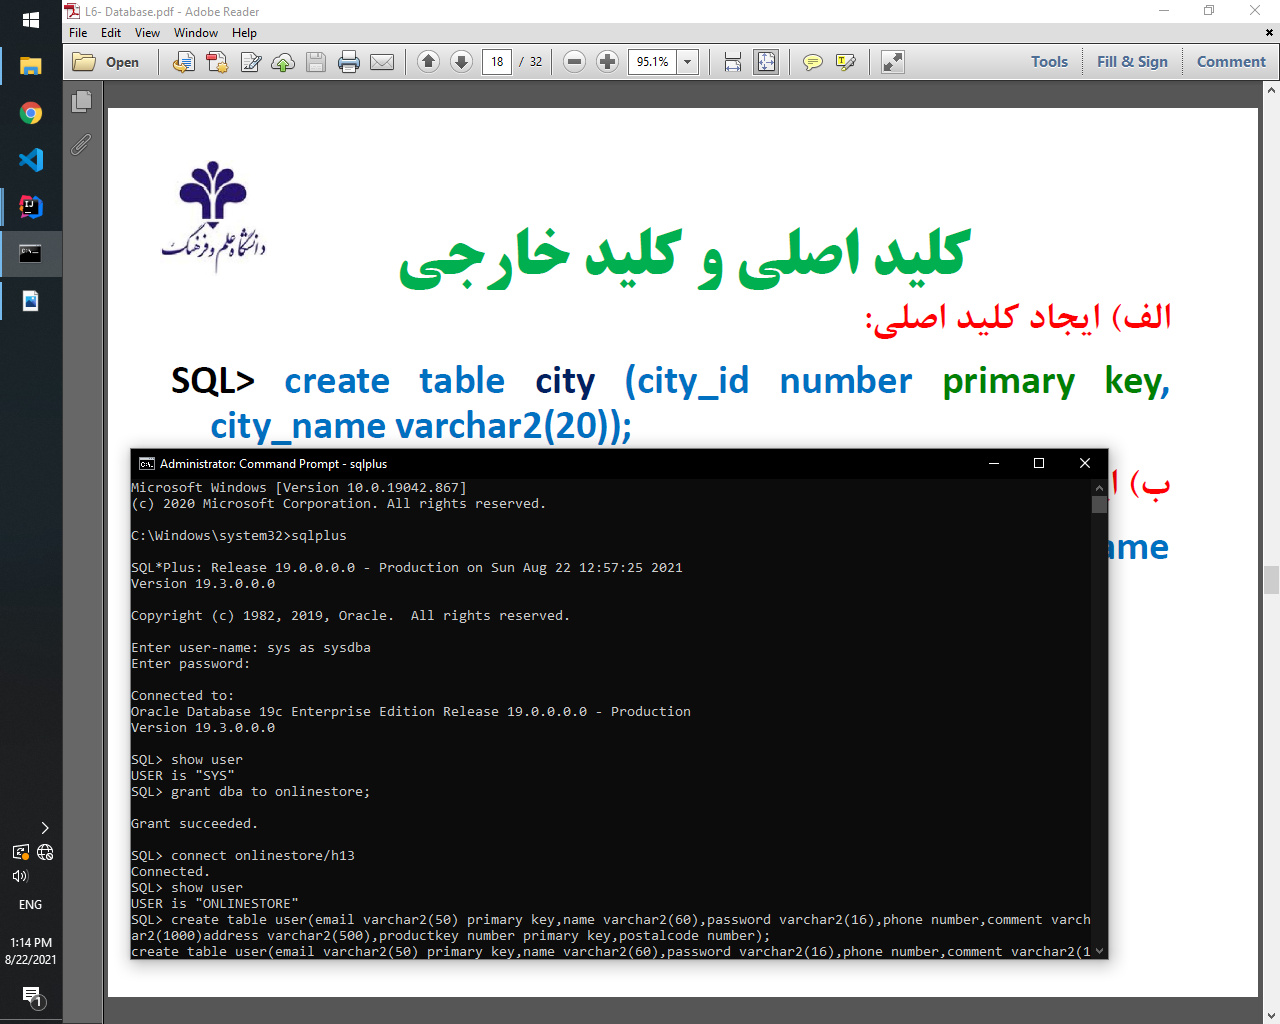 L6- Database.pdf - Adobe Reader
File Edit View Window Help
Open 18 / 32 95.1% Tools Fill & Sign Comment
دانشگاه علم و فرهنگ
کلید اصلی و کلید خارجی
الف) ایجاد کلید اصلی:
SQL> create table city (city_id number primary key,
city_name varchar2(20));
ب) ا
ame
Administrator: Command Prompt - sqlplus
Microsoft Windows [Version 10.0.19042.867]
(c) 2020 Microsoft Corporation. All rights reserved.
C:\Windows\system32>sqlplus
SQL*Plus: Release 19.0.0.0.0 - Production on Sun Aug 22 12:57:25 2021
Version 19.3.0.0.0
Copyright (c) 1982, 2019, Oracle.  All rights reserved.
Enter user-name: sys as sysdba
Enter password:
Connected to:
Oracle Database 19c Enterprise Edition Release 19.0.0.0.0 - Production
Version 19.3.0.0.0
SQL> show user
USER is "SYS"
SQL> grant dba to onlinestore;
Grant succeeded.
SQL> connect onlinestore/h13
Connected.
SQL> show user
USER is "ONLINESTORE"
SQL> create table user(email varchar2(50) primary key,name varchar2(60),password varchar2(16),phone number,comment varch
ar2(1000)address varchar2(500),productkey number primary key,postalcode number);
create table user(email varchar2(50) primary key,name varchar2(60),password varchar2(16),phone number,comment varchar2(1
ENG
1:14 PM
8/22/2021
1